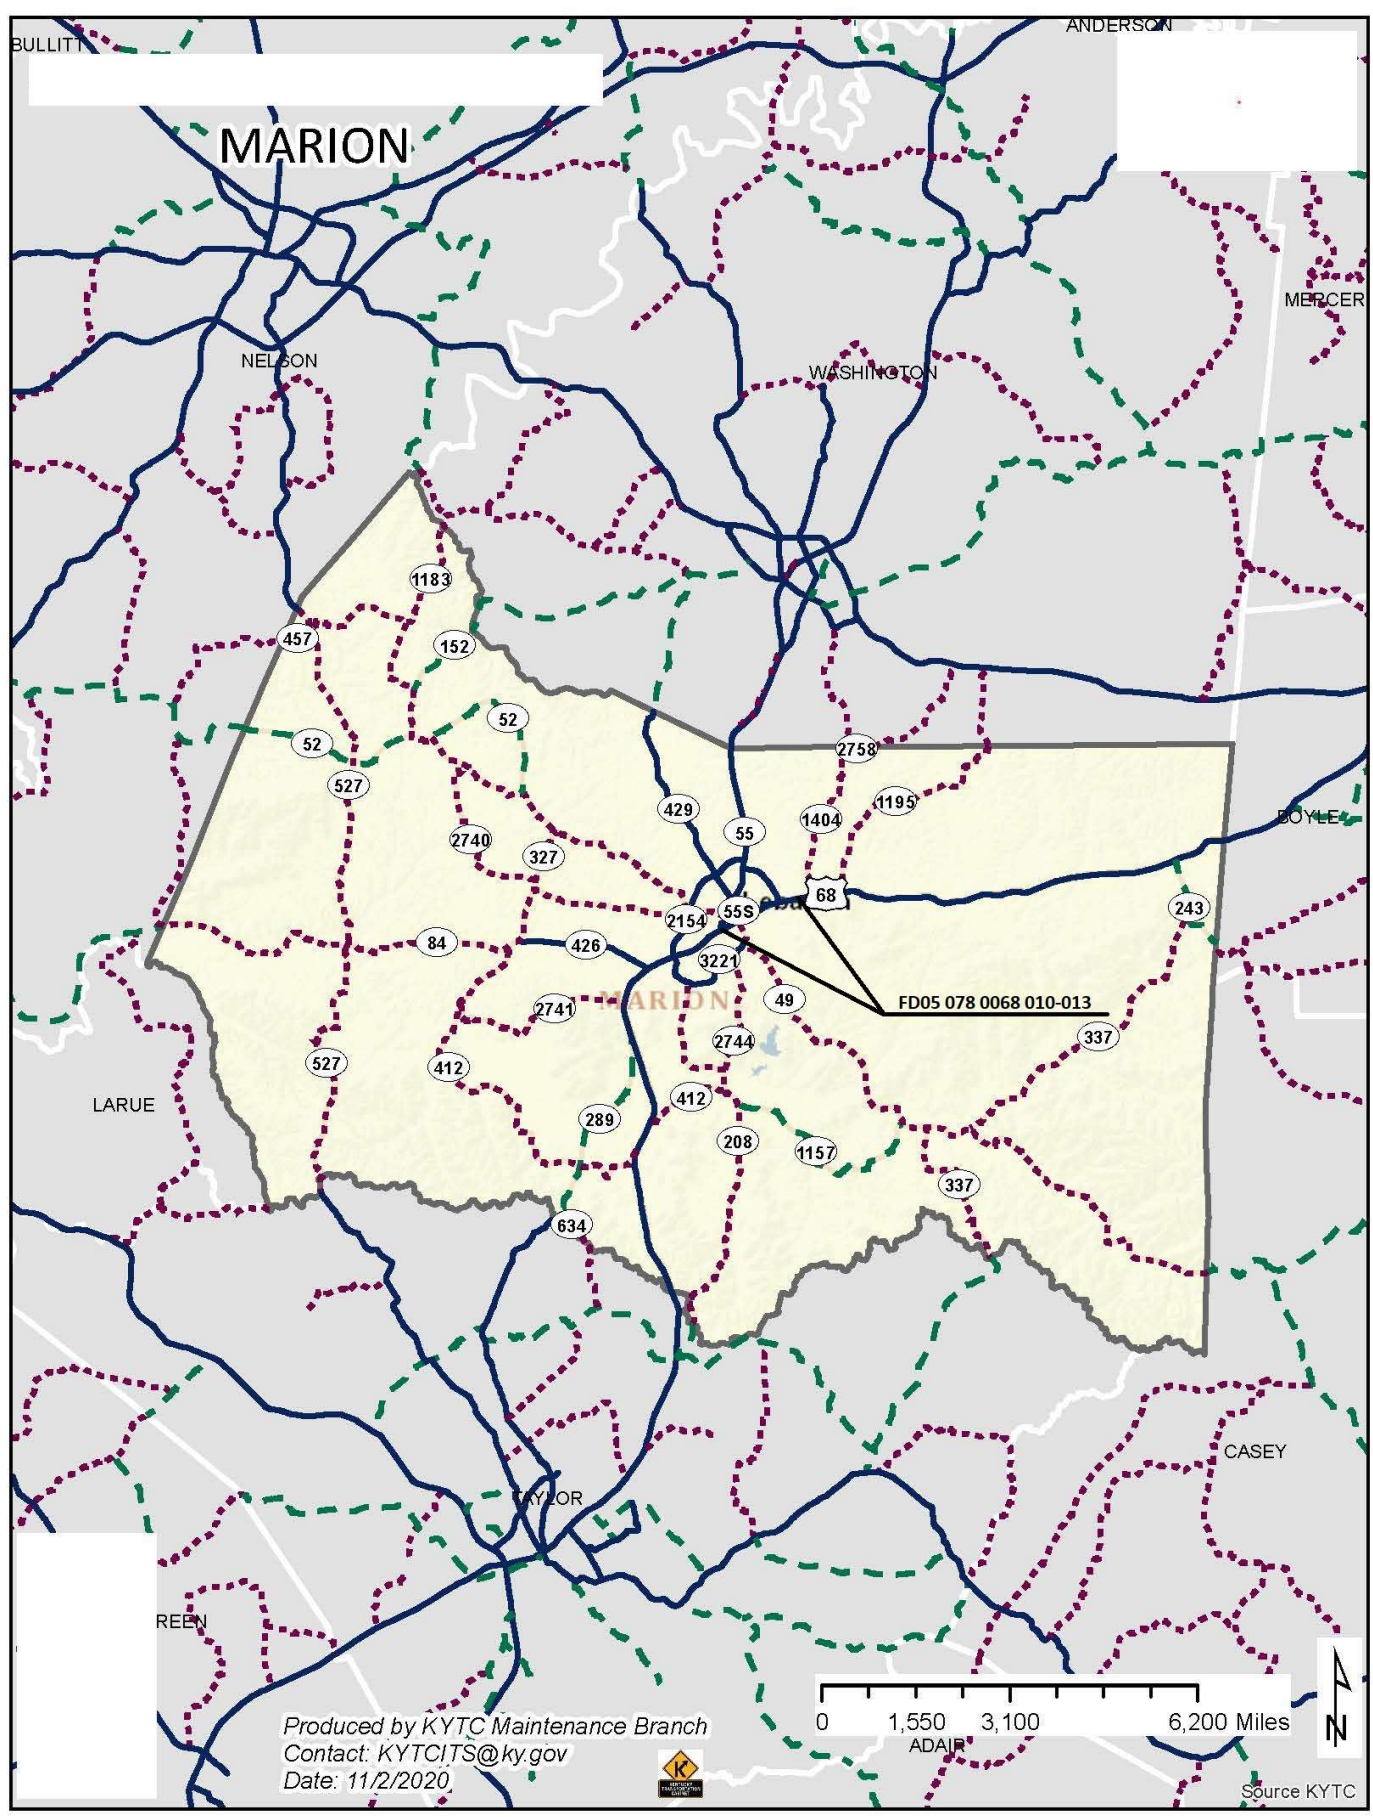 ANDERSON
BULLITT
MARION
MERCER
NELSON
WASHINGTON
1183
457
152
52
52
2758
527
1195
429
1404
55
BOYLE
2740
327
68
55S
243
2154
84
426
3221
MARION
49
FD05 078 0068 010-013
2741
337
2744
527
412
412
LARUE
289
208
1157
337
634
CASEY
TAYLOR
REEN
N
0 1,550 3,100 6,200 Miles
Produced by KYTC Maintenance Branch
ADAIR
Contact: KYTCITS@ky.gov
Date: 11/2/2020
KENTUCKY
TRANSPORTATION
CABINET
Source KYTC